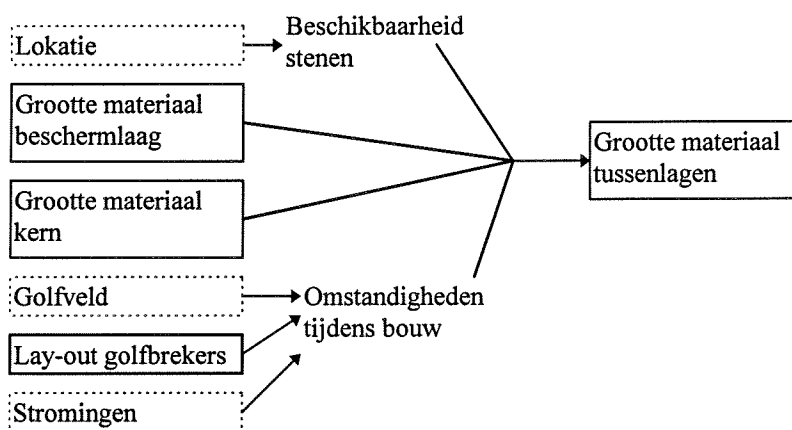 Lokatie
Beschikbaarheid
stenen
Grootte materiaal
beschermlaag
Grootte materiaal
tussenlagen
Grootte materiaal
kern
Golfveld
Omstandigheden
tijdens bouw
Lay-out golfbrekers
Stromingen